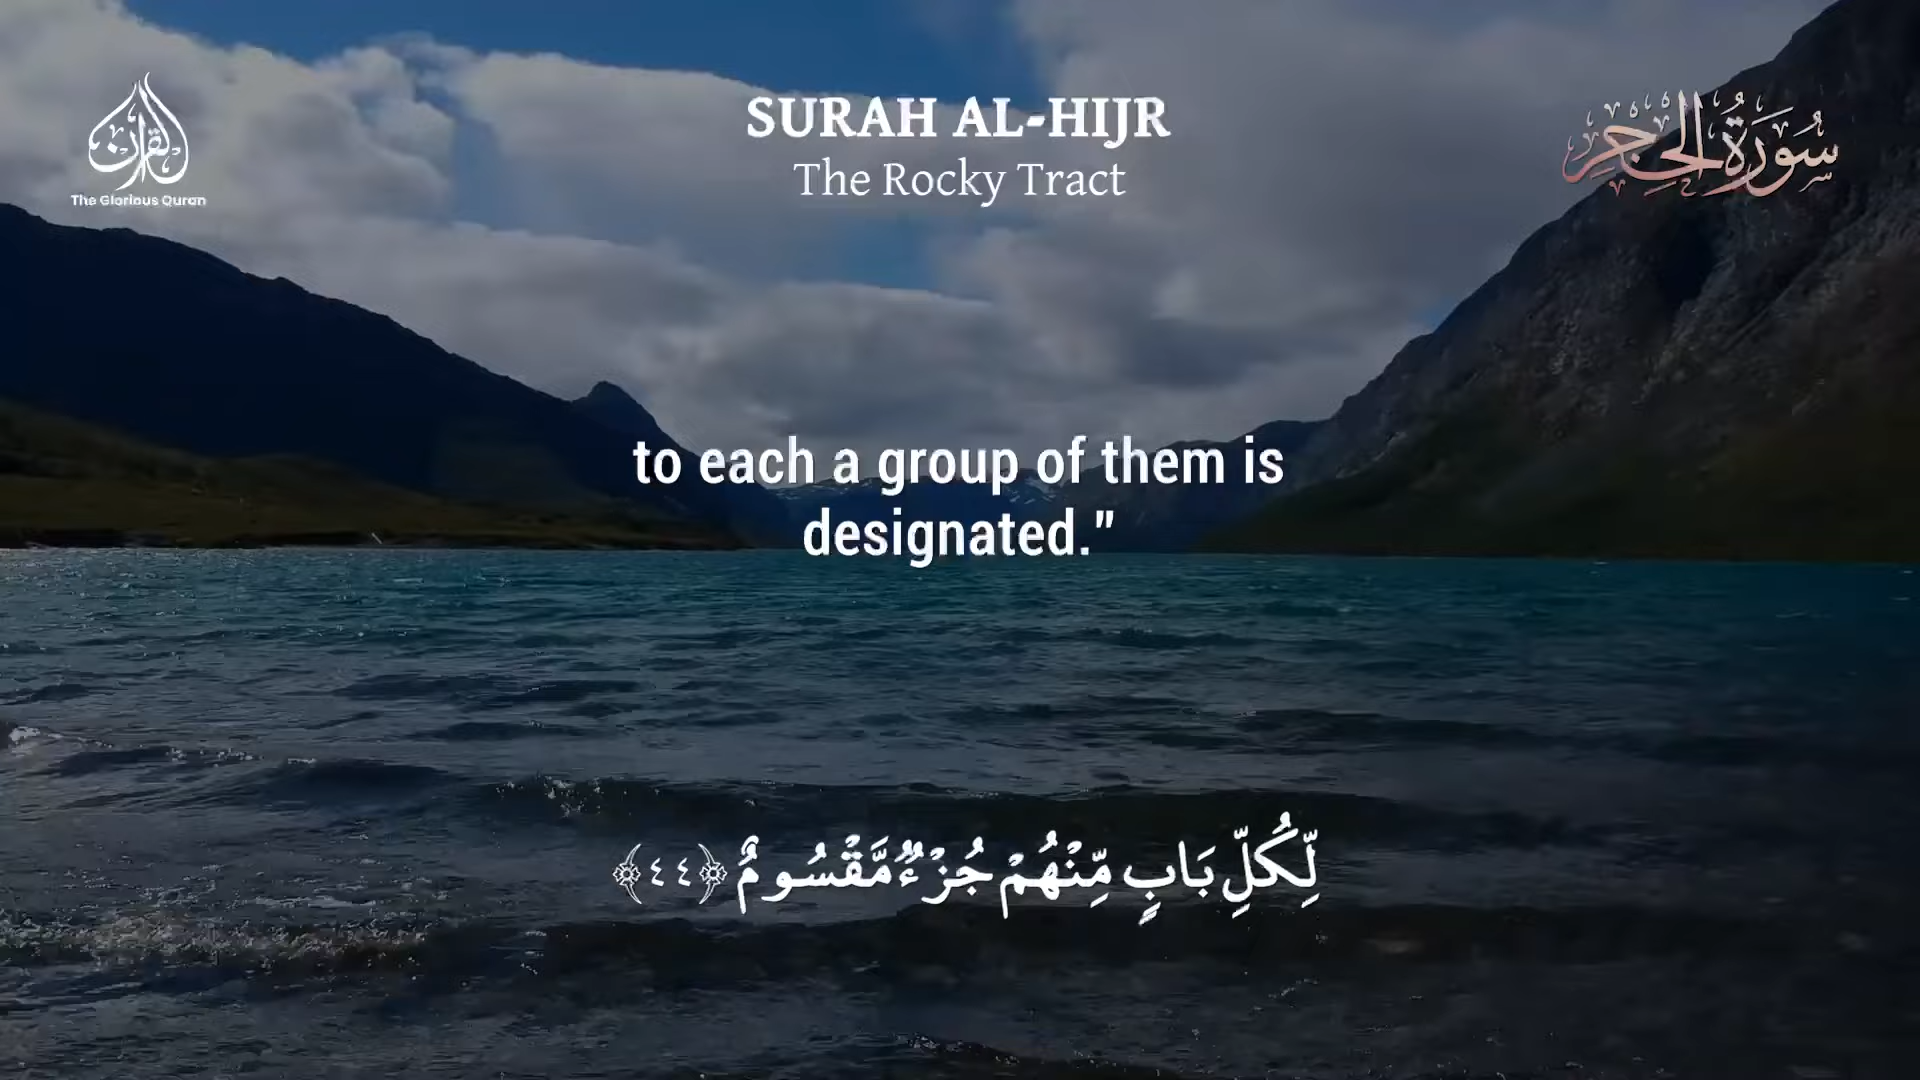 القرآن
The Glorious Quran
SURAH AL-HIJR
The Rocky Tract
سُورَةُ الحِجْرِ
to each a group of them is
designated."
لِّكُلِّ بَابٍ مِّنْهُمْ جُزْءٌ مَّقْسُومٌ ﴿٤٤﴾